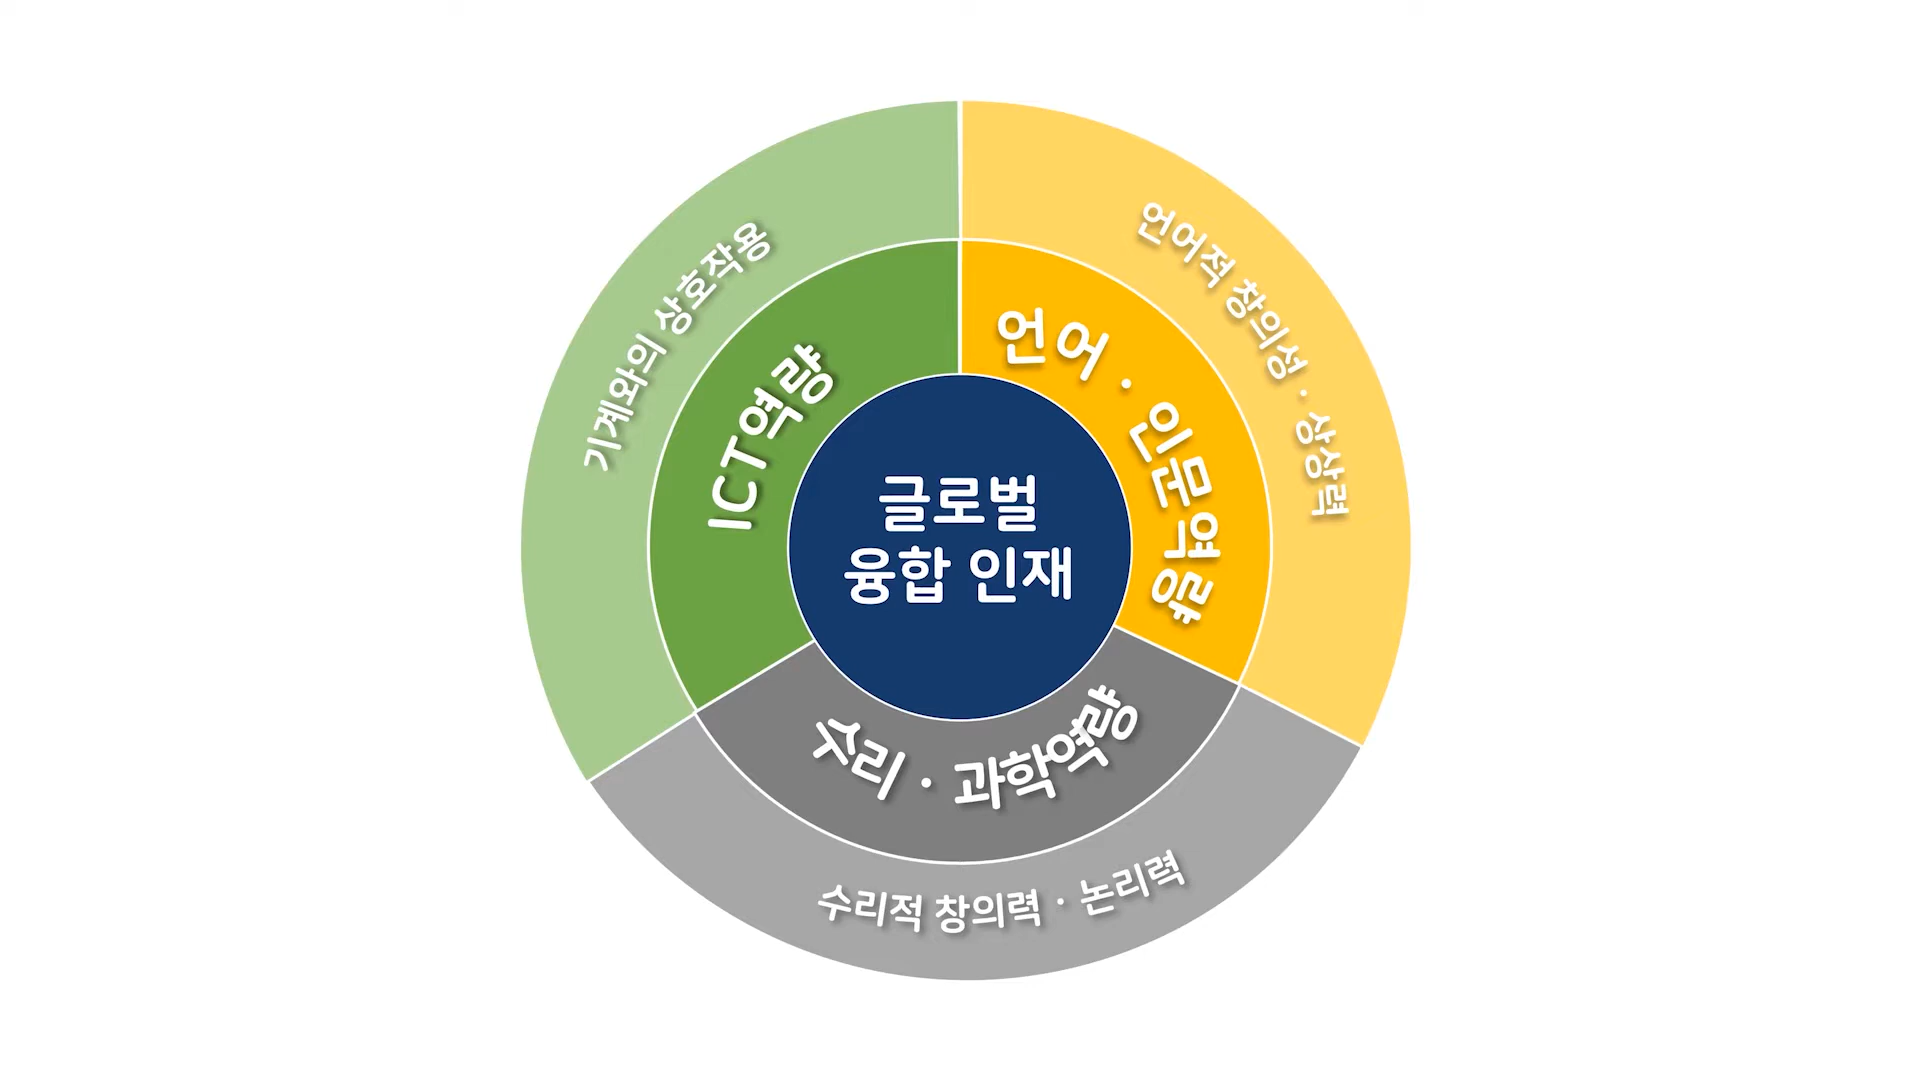 글로벌
융합 인재
언어 · 인문역량
언어적 창의성 · 상상력
수리 · 과학역량
수리적 창의력 · 논리력
ICT역량
기계와의 상호작용